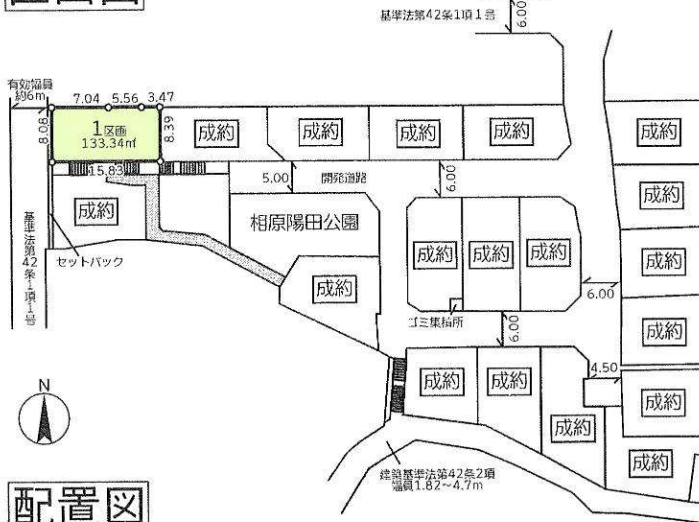 基準法第42条1項1号
6.00
有効幅員
約6m
7.04 5.56 3.47
8.08
1区画
133.34㎡
8.39
15.83
成約
成約
成約
成約
成約
成約
成約
成約
成約
成約
成約
成約
5.00
開発道路
6.00
相原陽田公園
成約
成約
成約
成約
基準法第42条1項1号
セットバック
ゴミ集積所
6.00
6.00
4.50
成約
成約
成約
成約
N
建築基準法第42条2項
幅員1.82~4.7m
配置図